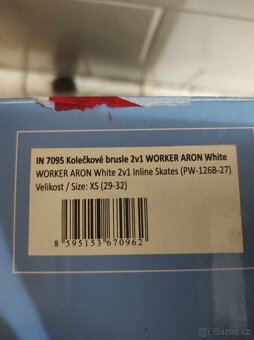 IN 7095 Kolečkové brusle 2v1 WORKER ARON White
WORKER ARON White 2v1 Inline Skates (PW-126B-27)
Velikost / Size: XS (29-32)
8 595153 670962
sbazos.cz